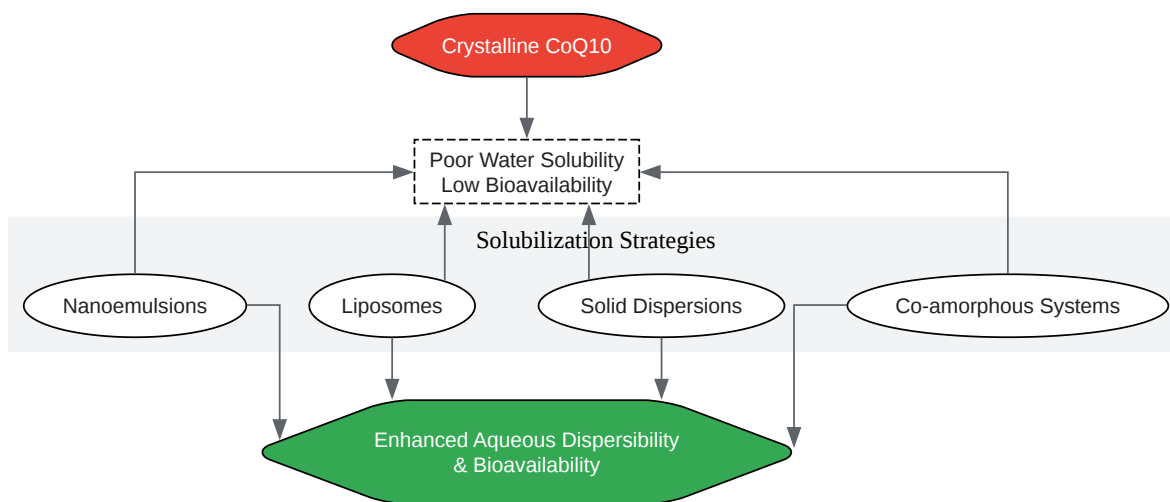 Crystalline CoQ10
Poor Water Solubility
Low Bioavailability
Solubilization Strategies
Nanoemulsions
Liposomes
Solid Dispersions
Co-amorphous Systems
Enhanced Aqueous Dispersibility
& Bioavailability